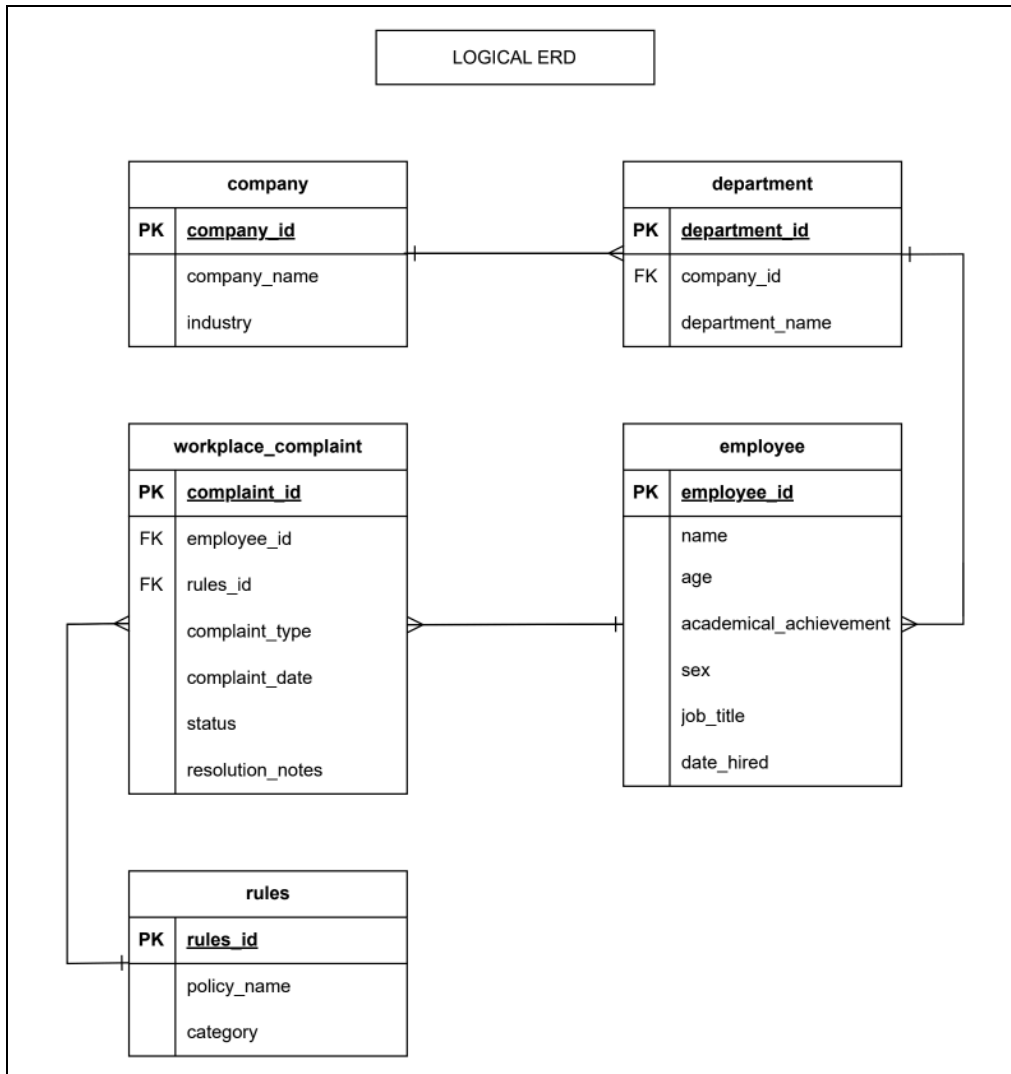 LOGICAL ERD
company
PK company_id
company_name
industry
department
PK department_id
FK company_id
department_name
workplace_complaint
PK complaint_id
FK employee_id
FK rules_id
complaint_type
complaint_date
status
resolution_notes
employee
PK employee_id
name
age
academical_achievement
sex
job_title
date_hired
rules
PK rules_id
policy_name
category